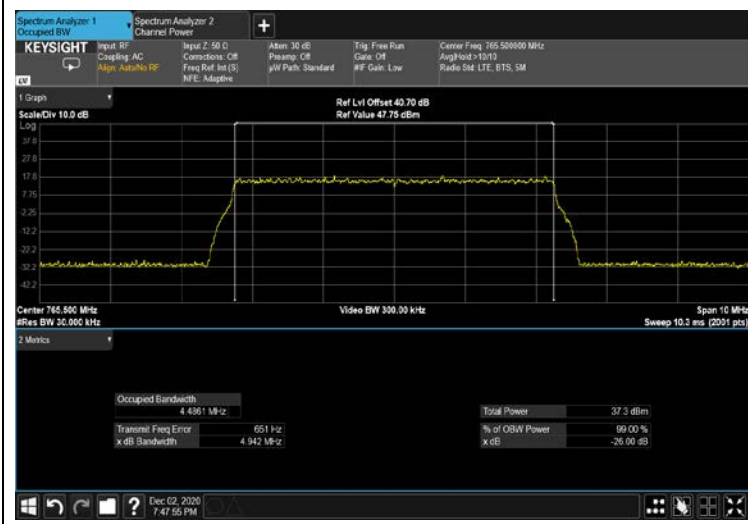 Spectrum Analyzer 1
Occupied BW
Spectrum Analyzer 2
Channel Power
KEYSIGHT
Input: RF
Coupling: AC
Align: Auto/No RF
Input Z: 50 Ω
Corrections: Off
Freq Ref: Int (S)
NFE: Adaptive
Atten: 30 dB
Preamp: Off
µW Path: Standard
Trig: Free Run
Gate: Off
#IF Gain: Low
Center Freq: 765.500000 MHz
Avg|Hold:>10/10
Radio Std: LTE, BTS, 5M
1 Graph
Scale/Div 10.0 dB
Ref Lvl Offset 40.70 dB
Ref Value 47.75 dBm
Log
37.8
27.8
17.8
7.75
-2.25
-12.2
-22.2
-32.2
-42.2
Center 765.500 MHz
#Res BW 30.000 kHz
Video BW 300.00 kHz
Span 10 MHz
Sweep 10.3 ms (2001 pts)
2 Metrics
Occupied Bandwidth
4.4861 MHz
Total Power 37.3 dBm
Transmit Freq Error 651 Hz
% of OBW Power 99.00 %
x dB Bandwidth 4.942 MHz
x dB -26.00 dB
Dec 02, 2020
7:47:55 PM